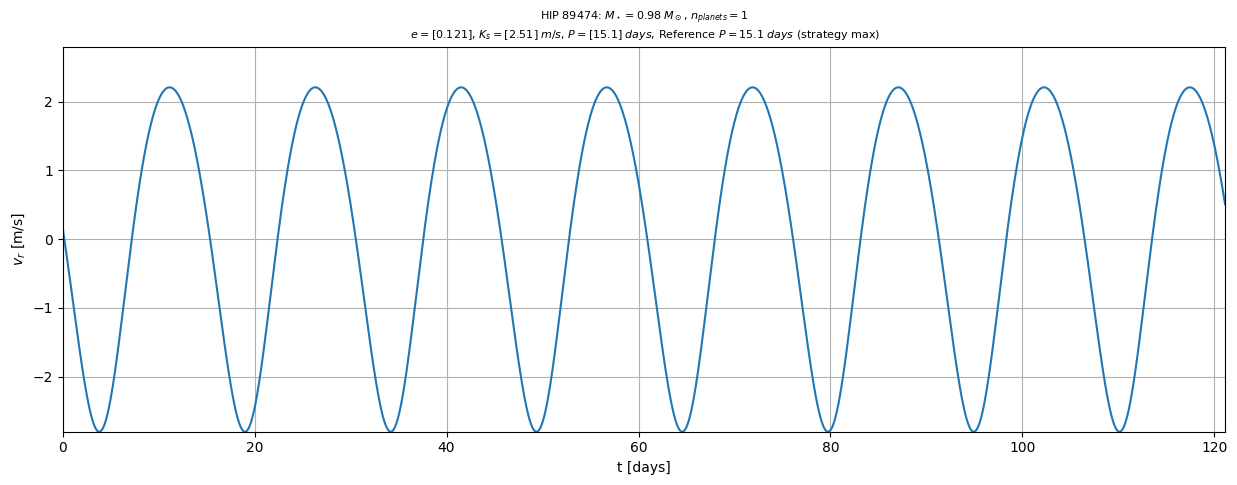 HIP 89474: M⋆ = 0.98 M⊙, nplanets = 1
e = [0.121], Ks = [2.51] m/s, P = [15.1] days, Reference P = 15.1 days (strategy max)
2
1
0
−1
−2
vr [m/s]
0 20 40 60 80 100 120
t [days]